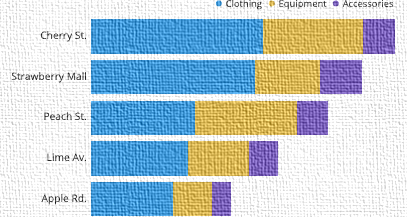 Clothing Equipment Accessories
Cherry St.
Strawberry Mall
Peach St.
Lime Av.
Apple Rd.